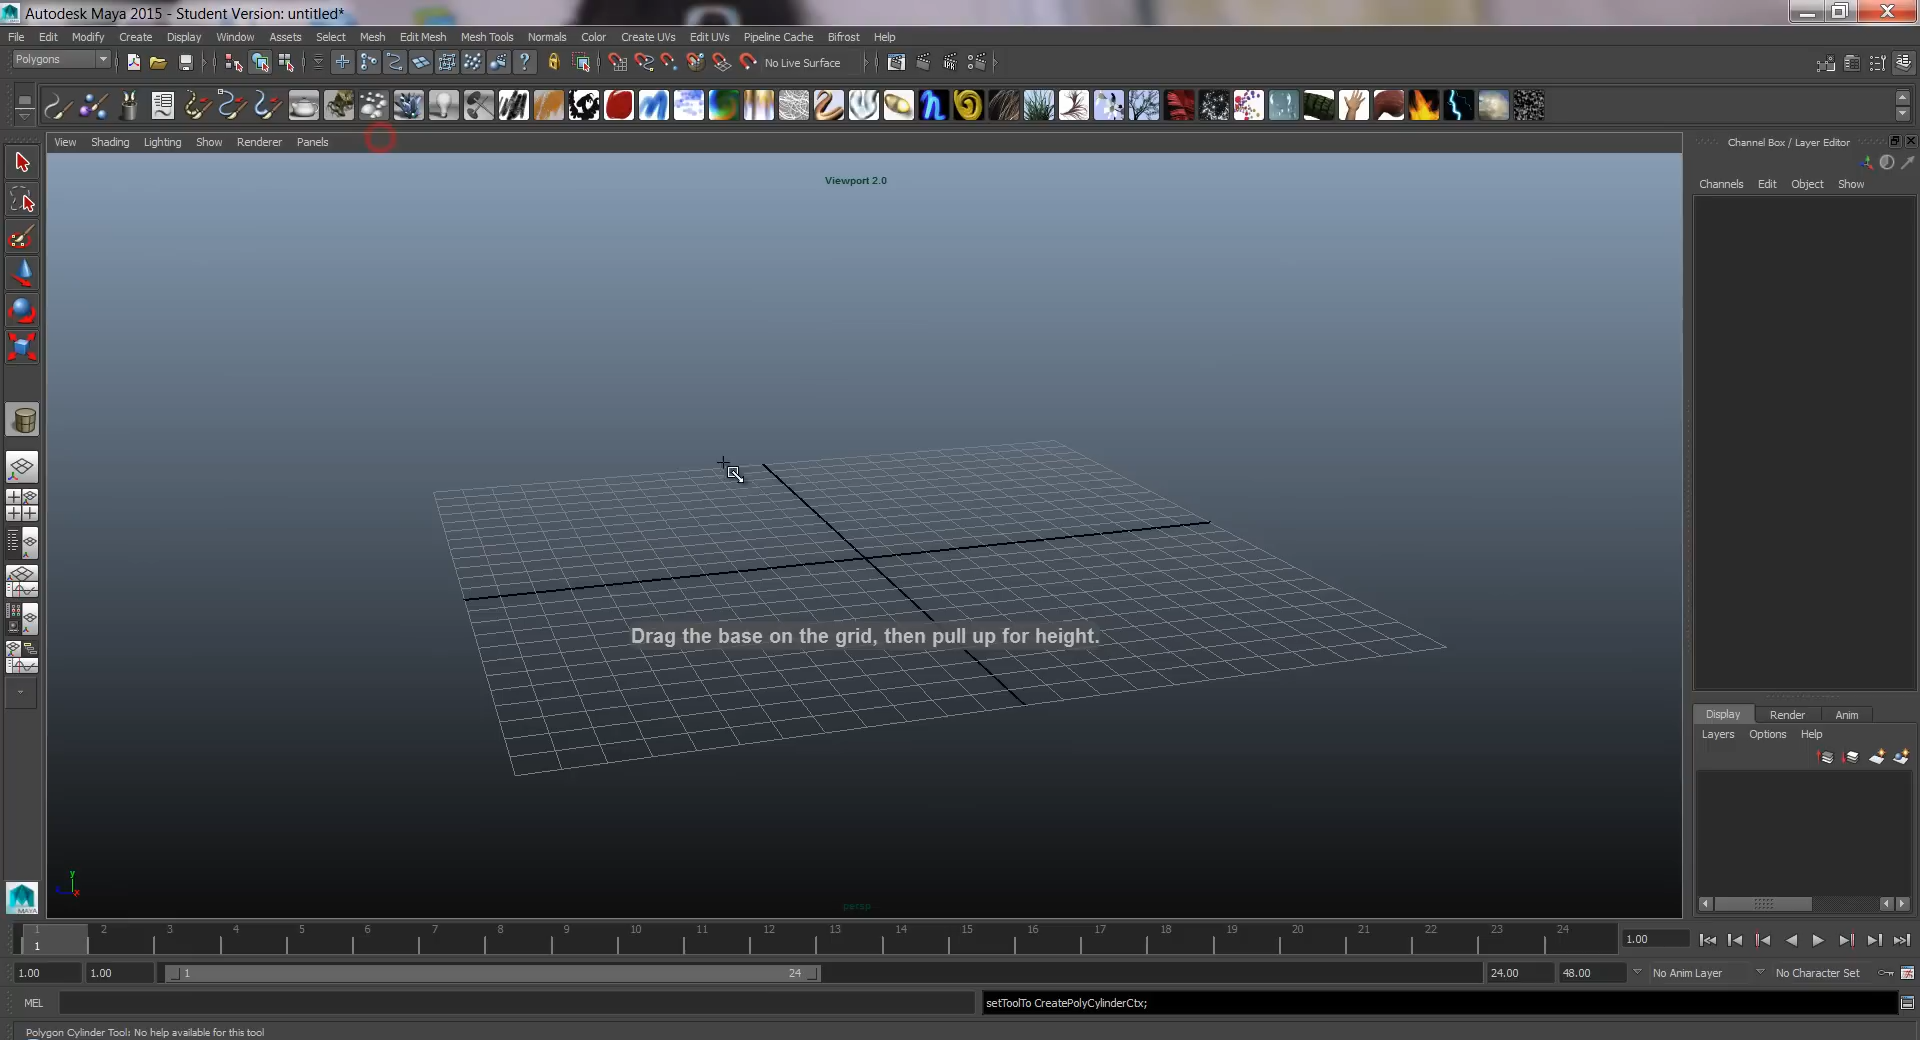 Autodesk Maya 2015 - Student Version: untitled*
File Edit Modify Create Display Window Assets Select Mesh Edit Mesh Mesh Tools Normals Color Create UVs Edit UVs Pipeline Cache Bifrost Help
Polygons
No Live Surface
View Shading Lighting Show Renderer Panels
Channel Box / Layer Editor
Channels Edit Object Show
Viewport 2.0
Drag the base on the grid, then pull up for height.
Display Render Anim
Layers Options Help
y
x
MAYA
persp
1 2 3 4 5 6 7 8 9 10 11 12 13 14 15 16 17 18 19 20 21 22 23 24
1
1.00
1.00 1.00 1 24 24.00 48.00 No Anim Layer No Character Set
MEL
setToolTo CreatePolyCylinderCtx;
Polygon Cylinder Tool: No help available for this tool